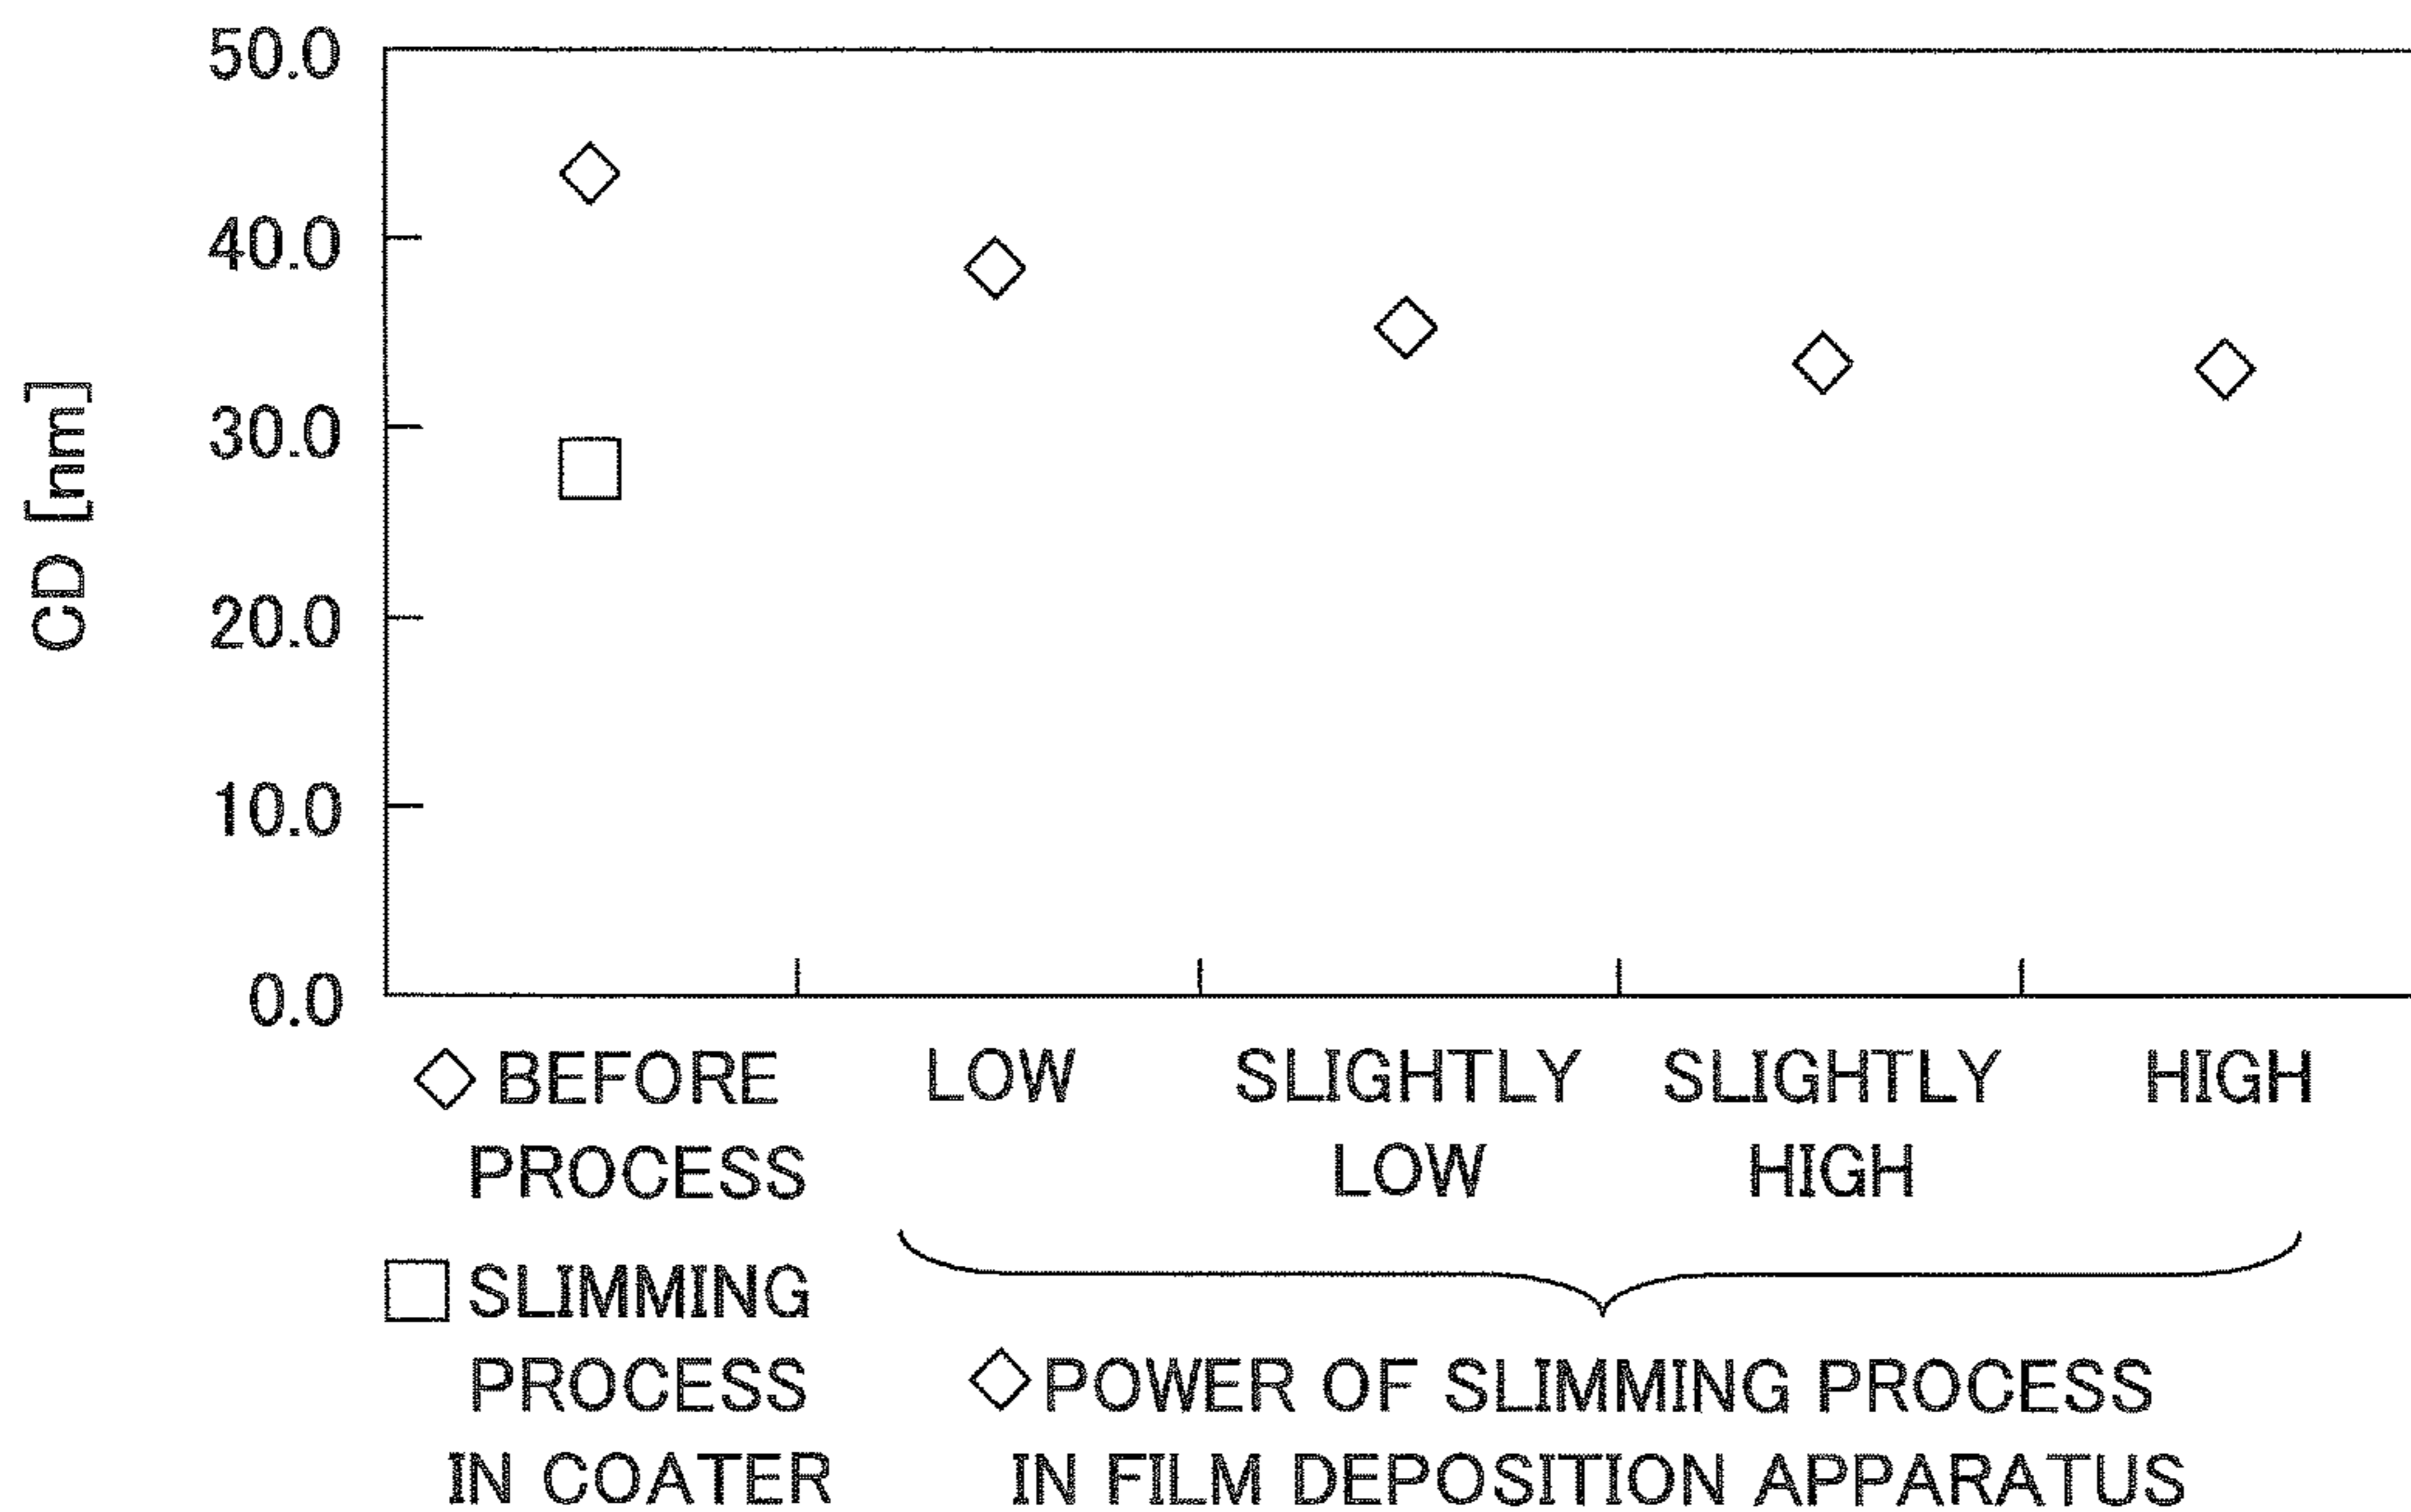 50.0
40.0
30.0
20.0
10.0
0.0
CD [nm]
BEFORE
PROCESS
SLIMMING
PROCESS
IN COATER
LOW
SLIGHTLY
LOW
SLIGHTLY
HIGH
HIGH
POWER OF SLIMMING PROCESS
IN FILM DEPOSITION APPARATUS